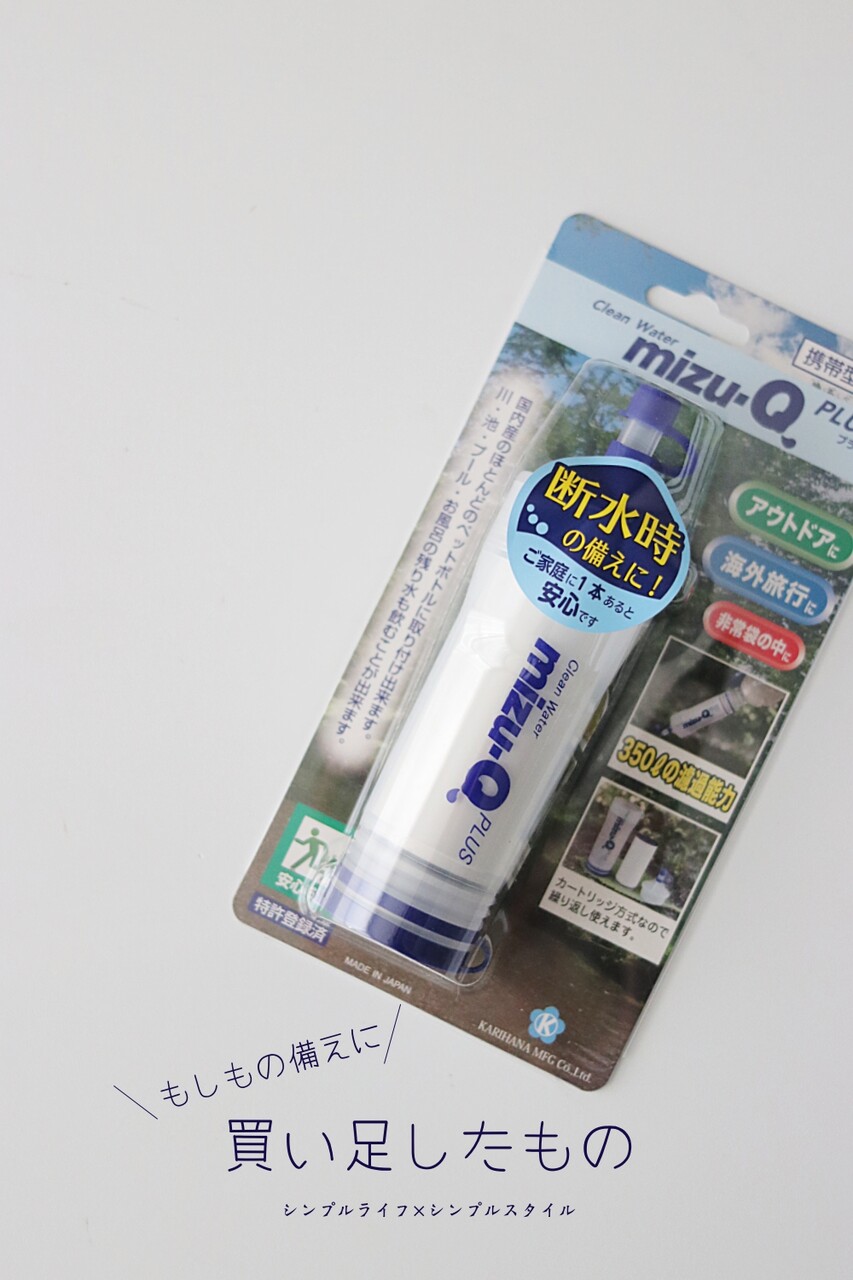 Clean Water
mizu-Q PLU
携帯型
国内産のほとんどのペットボトルに取り付け出来ます。
川・池・プール・お風呂の残り水も飲むことが出来ます。
断水時
の備えに!
ご家庭に1本あると
安心です
アウトドアに
海外旅行に
非常袋の中に
Clean Water
mizu-Q PLUS
mizu-Q
350ℓの濾過能力
mizu-Q
カートリッジ方式なので
繰り返し使えます。
安心
特許登録済
MADE IN JAPAN
K
KARIHANA MFG Co.,Ltd.
もしもの備えに
買い足したもの
シンプルライフ×シンプルスタイル